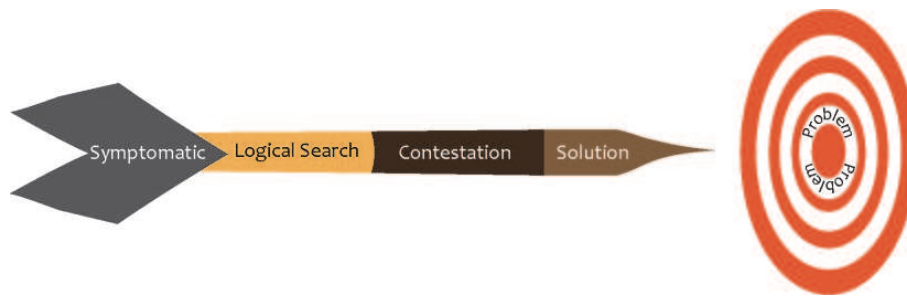 Symptomatic
Logical Search
Contestation
Solution
Problem
Problem